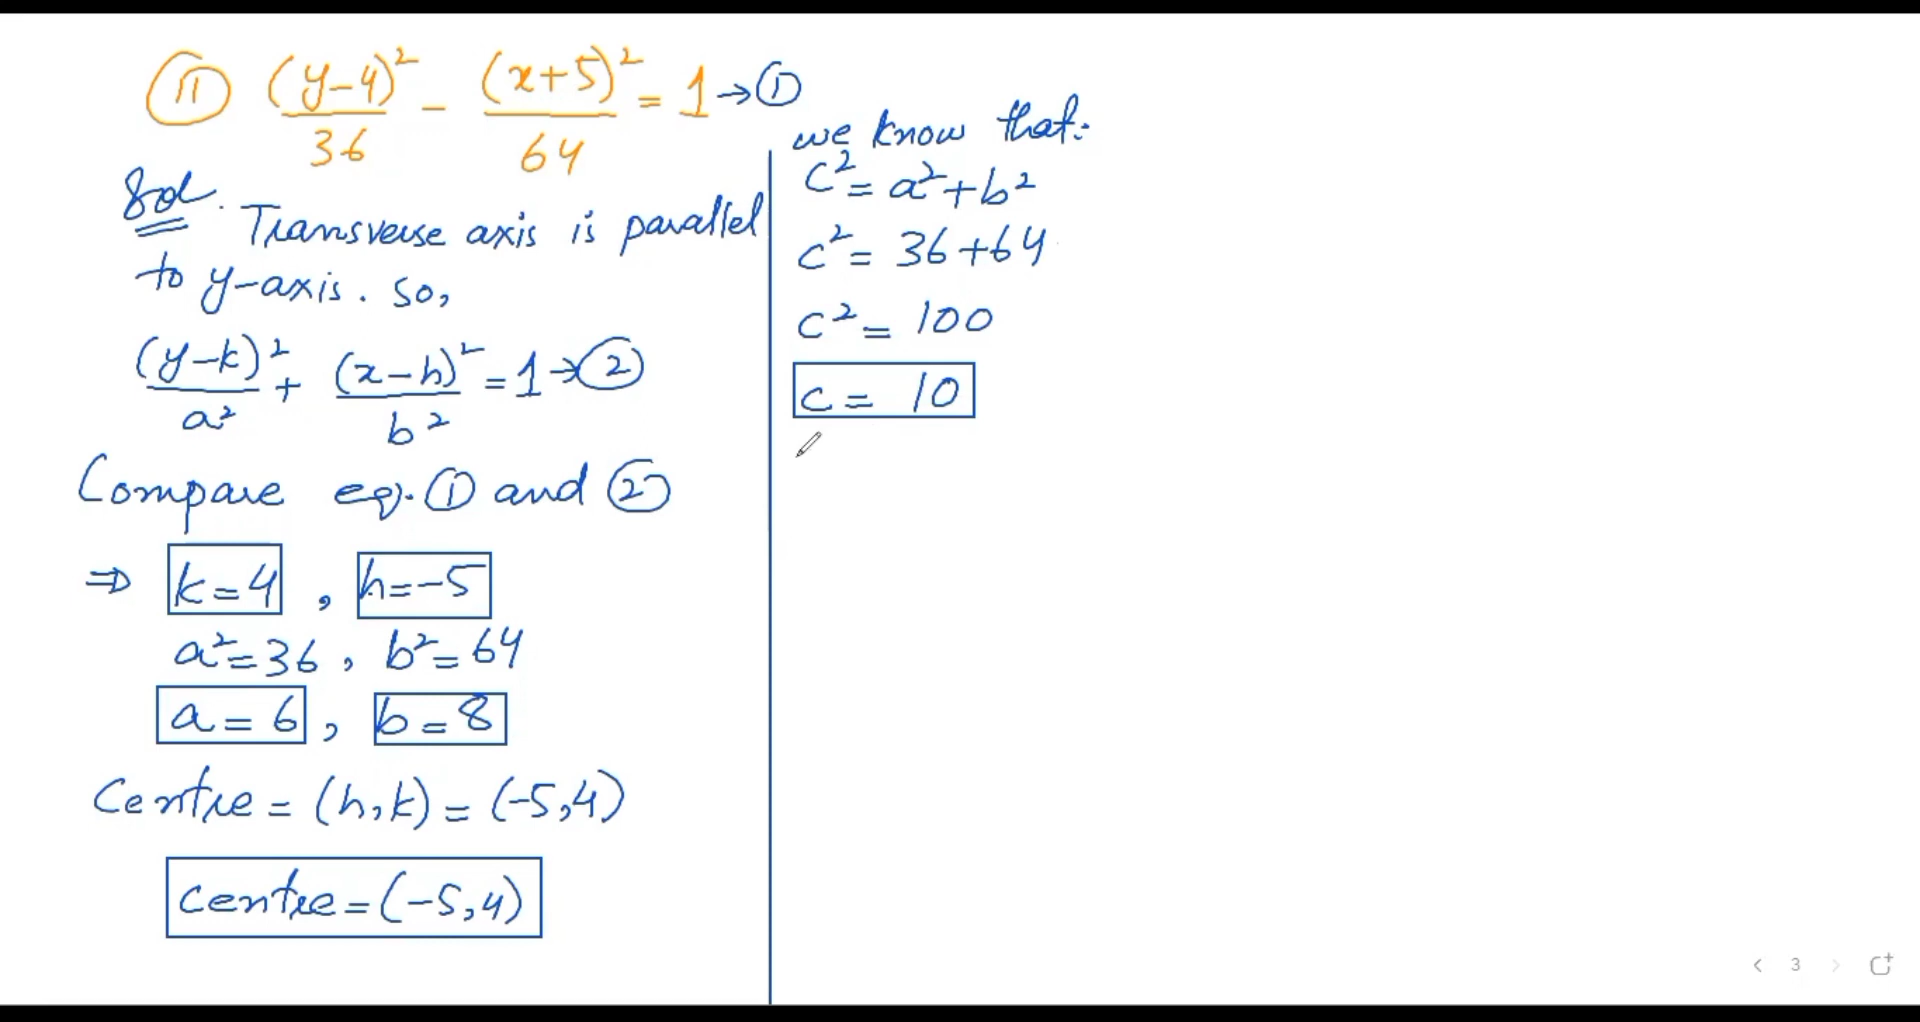 (11) (y-4)²/36 - (x+5)²/64 = 1 → ①
Sol. Transverse axis is parallel
to y-axis. So,
(y-k)²/a² + (x-h)²/b² = 1 → ②
Compare eq. ① and ②
⇒ k=4 , h=-5
a²=36 , b²=64
a=6 , b=8
Centre = (h,k) = (-5,4)
centre=(-5,4)
we know that:
c² = a²+b²
c² = 36+64
c² = 100
c = 10
< 3 >